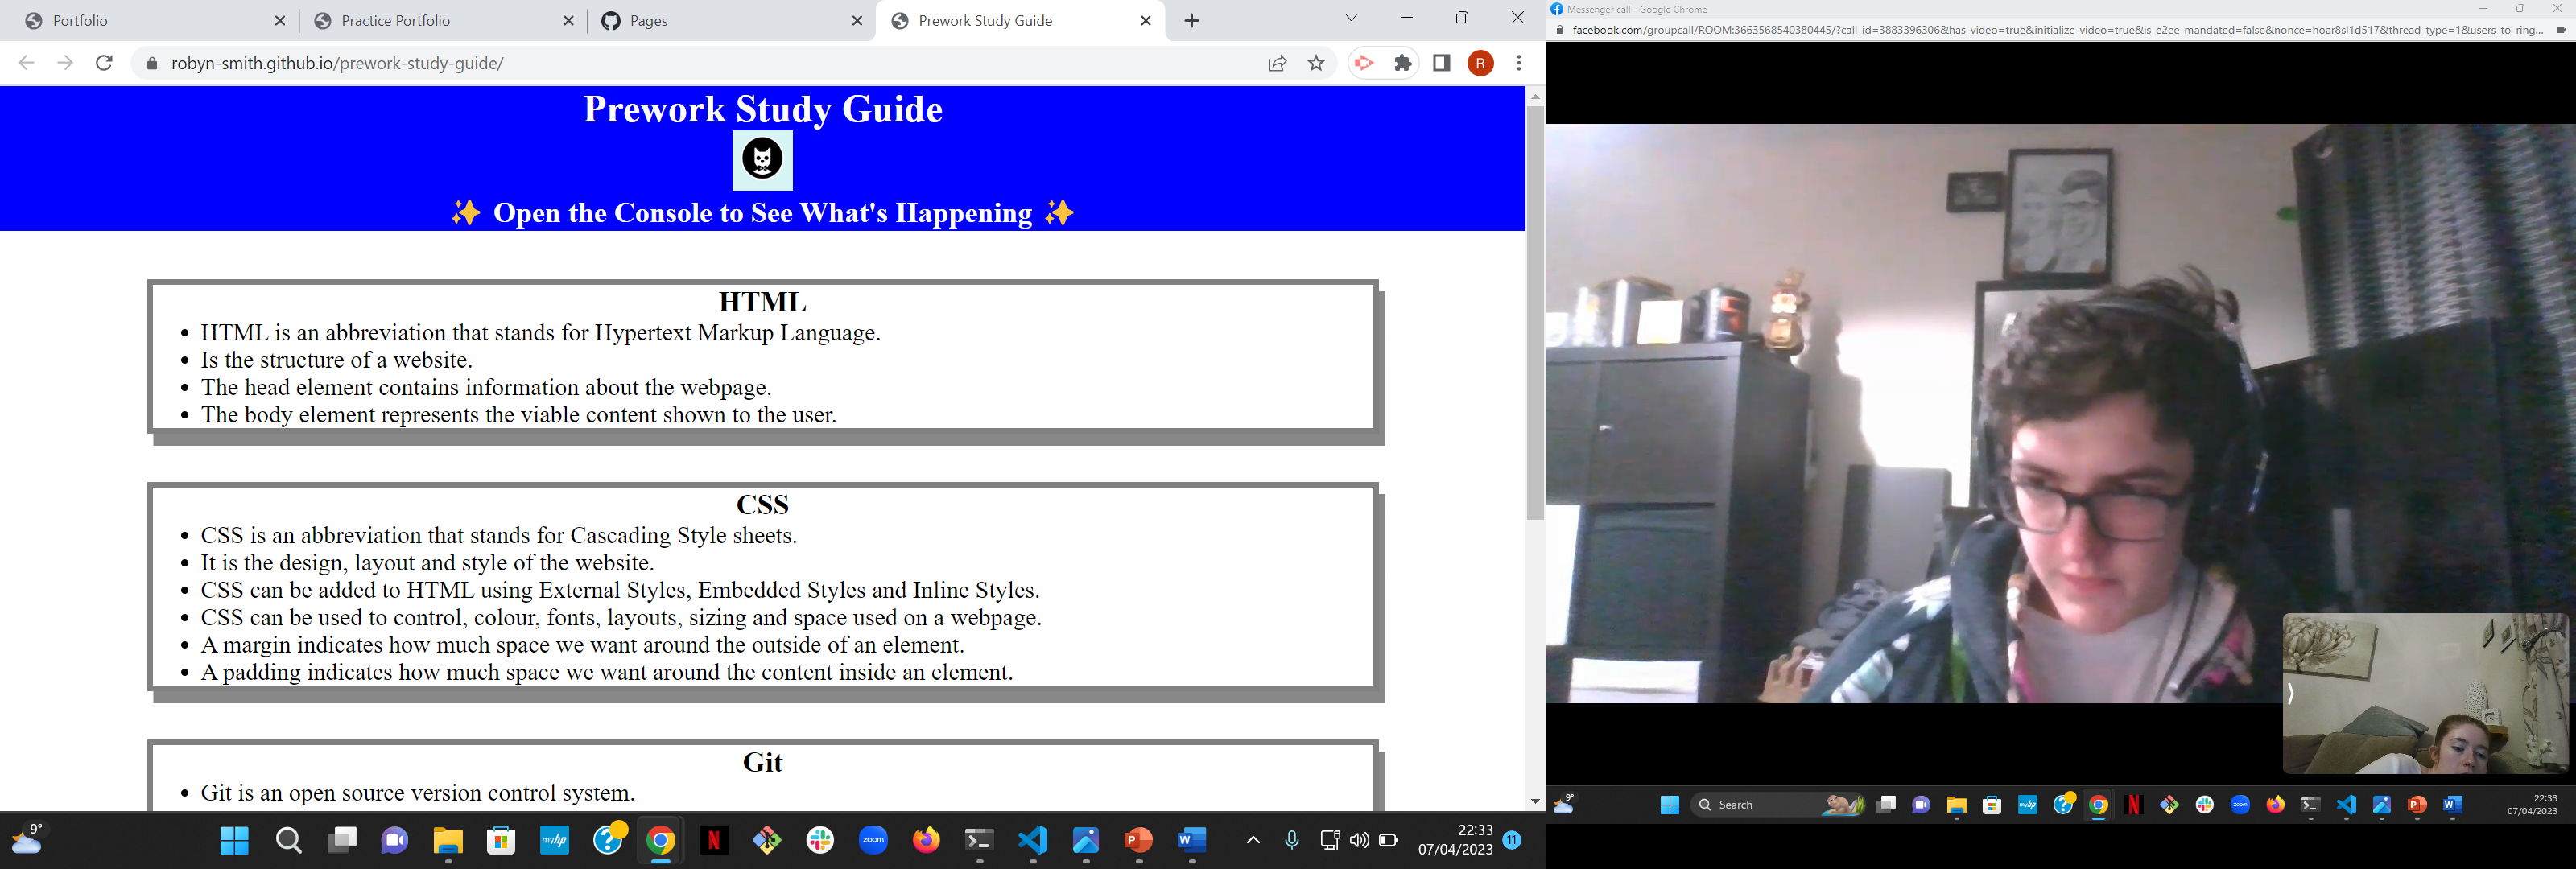 Portfolio
Practice Portfolio
Pages
Prework Study Guide
robyn-smith.github.io/prework-study-guide/
R
Prework Study Guide
✨ Open the Console to See What's Happening ✨
HTML
• HTML is an abbreviation that stands for Hypertext Markup Language.
• Is the structure of a website.
• The head element contains information about the webpage.
• The body element represents the viable content shown to the user.
CSS
• CSS is an abbreviation that stands for Cascading Style sheets.
• It is the design, layout and style of the website.
• CSS can be added to HTML using External Styles, Embedded Styles and Inline Styles.
• CSS can be used to control, colour, fonts, layouts, sizing and space used on a webpage.
• A margin indicates how much space we want around the outside of an element.
• A padding indicates how much space we want around the content inside an element.
Git
• Git is an open source version control system.
9°
myhp
N
zoom
P
W
22:33
07/04/2023
11
Messenger call - Google Chrome
facebook.com/groupcall/ROOM:3663568540380445/?call_id=3883396306&has_video=true&initialize_video=true&is_e2ee_mandated=false&nonce=hoar8sl1d517&thread_type=1&users_to_ring...
9°
Search
22:33
07/04/2023